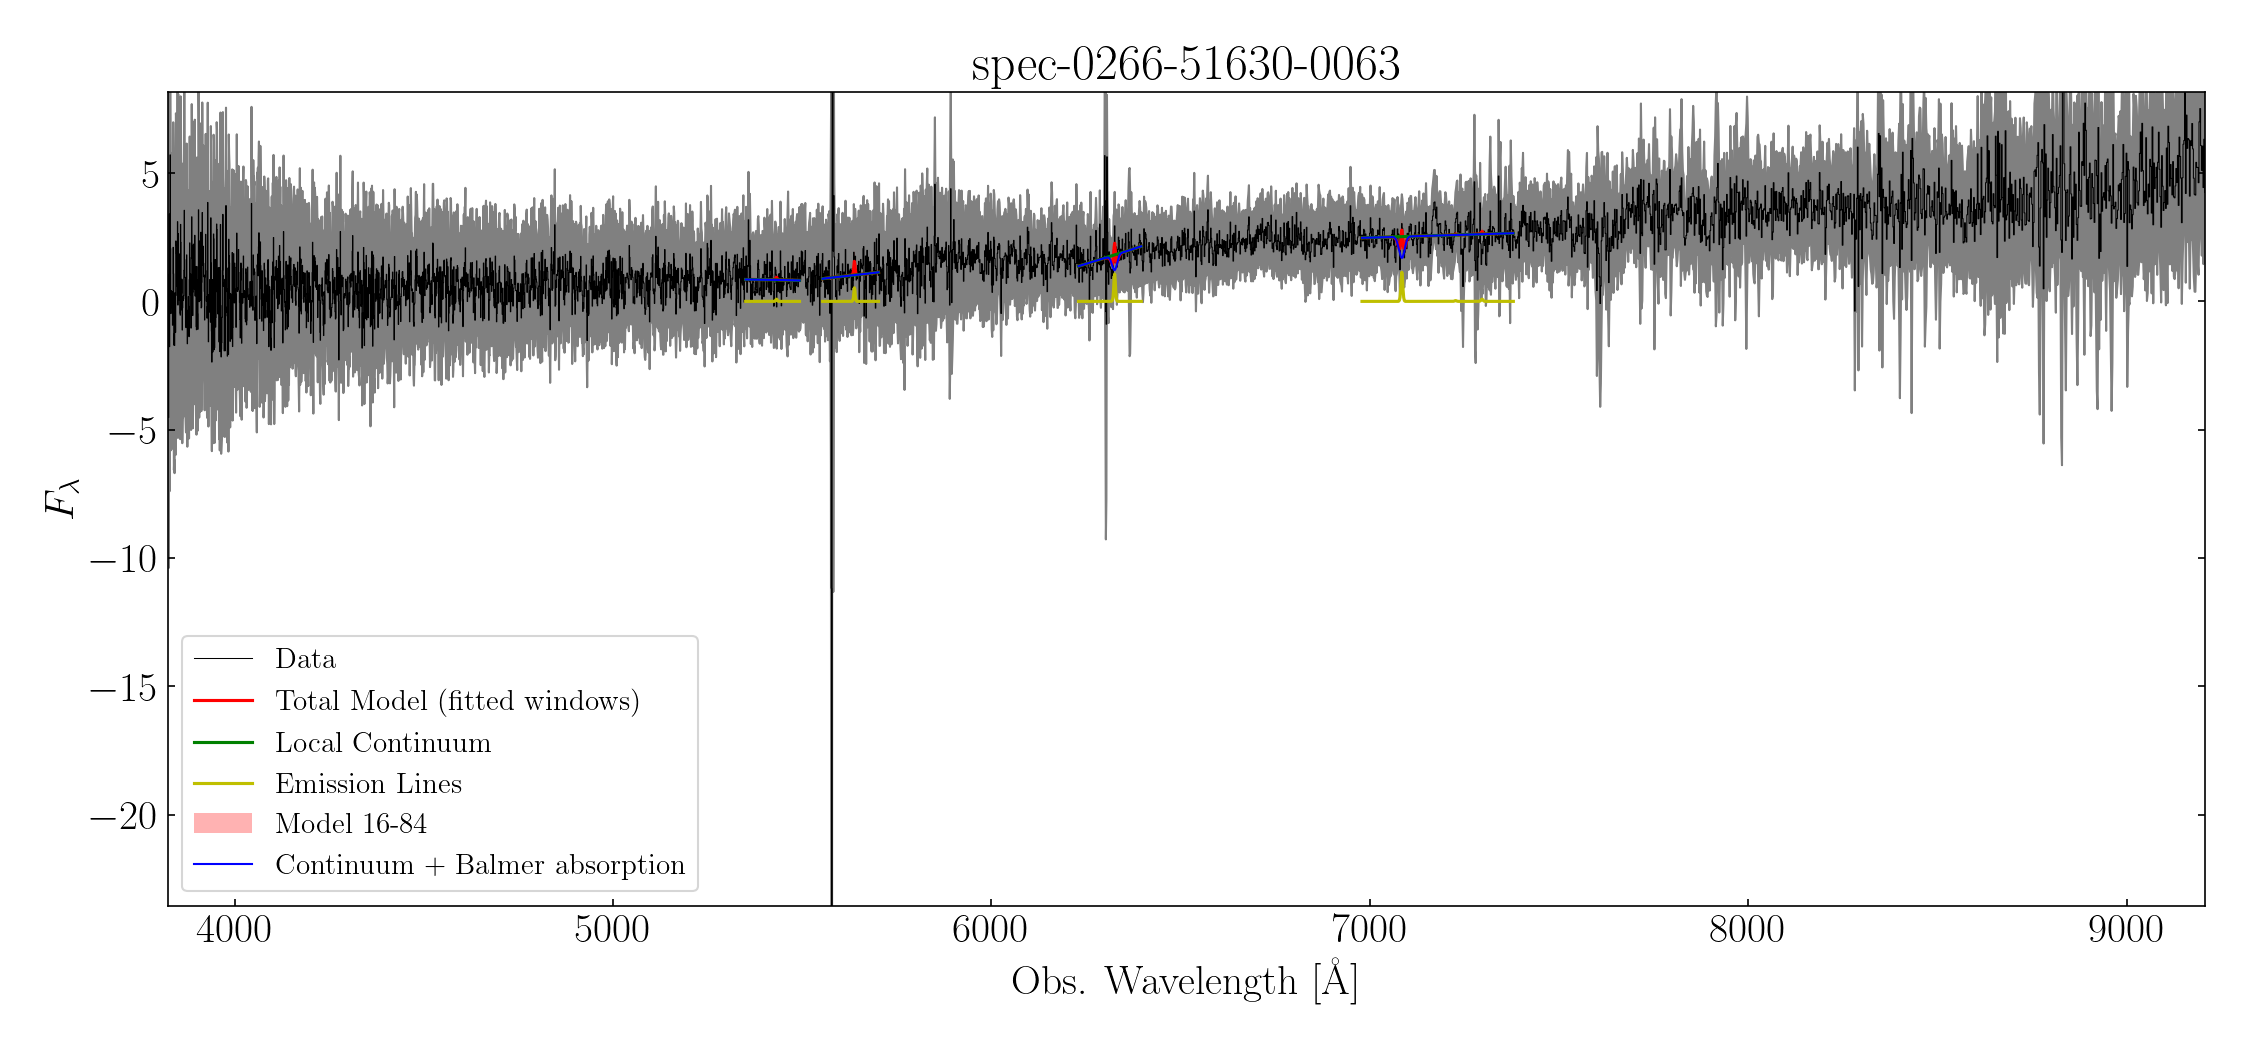 spec-0266-51630-0063
5
0
−5
−10
−15
−20
F_λ
Data
Total Model (fitted windows)
Local Continuum
Emission Lines
Model 16-84
Continuum + Balmer absorption
4000 5000 6000 7000 8000 9000
Obs. Wavelength [Å]